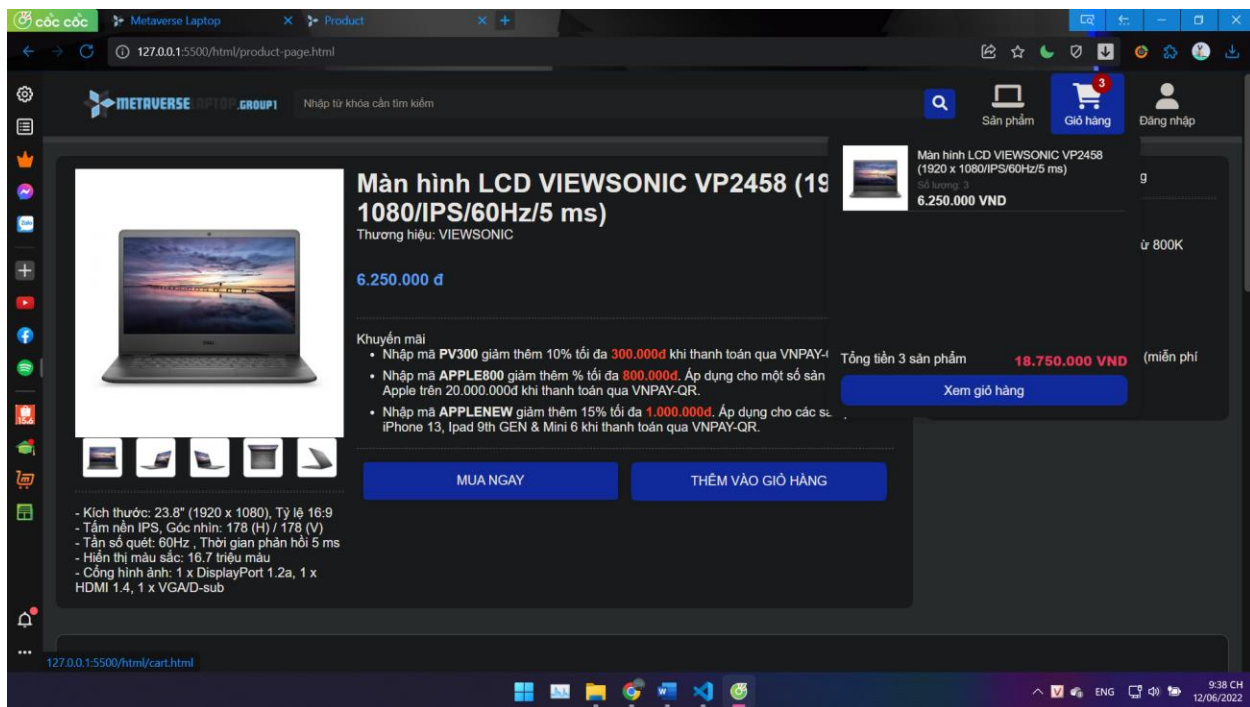 cốc cốc
Metaverse Laptop
Product
127.0.0.1:5500/html/product-page.html
METAVERSE LAPTOP.GROUP1
Nhập từ khóa cần tìm kiếm
Sản phẩm
3
Giỏ hàng
Đăng nhập
Màn hình LCD VIEWSONIC VP2458 (19
1080/IPS/60Hz/5 ms)
Thương hiệu: VIEWSONIC
6.250.000 đ
Khuyến mãi
• Nhập mã PV300 giảm thêm 10% tối đa 300.000đ khi thanh toán qua VNPAY-
• Nhập mã APPLE800 giảm thêm % tối đa 800.000đ. Áp dụng cho một số sản
Apple trên 20.000.000đ khi thanh toán qua VNPAY-QR.
• Nhập mã APPLENEW giảm thêm 15% tối đa 1.000.000đ. Áp dụng cho các
iPhone 13, Ipad 9th GEN & Mini 6 khi thanh toán qua VNPAY-QR.
MUA NGAY
THÊM VÀO GIỎ HÀNG
- Kích thước: 23.8" (1920 x 1080), Tỷ lệ 16:9
- Tấm nền IPS, Góc nhìn: 178 (H) / 178 (V)
- Tần số quét: 60Hz , Thời gian phản hồi 5 ms
- Hiển thị màu sắc: 16.7 triệu màu
- Cổng hình ảnh: 1 x DisplayPort 1.2a, 1 x
HDMI 1.4, 1 x VGA/D-sub
Màn hình LCD VIEWSONIC VP2458
(1920 x 1080/IPS/60Hz/5 ms)
Số lượng: 3
6.250.000 VND
Tổng tiền 3 sản phẩm
18.750.000 VND
Xem giỏ hàng
g
ừ 800K
(miễn phí
Zalo
15.6
127.0.0.1:5500/html/cart.html
ENG
9:38 CH
12/06/2022